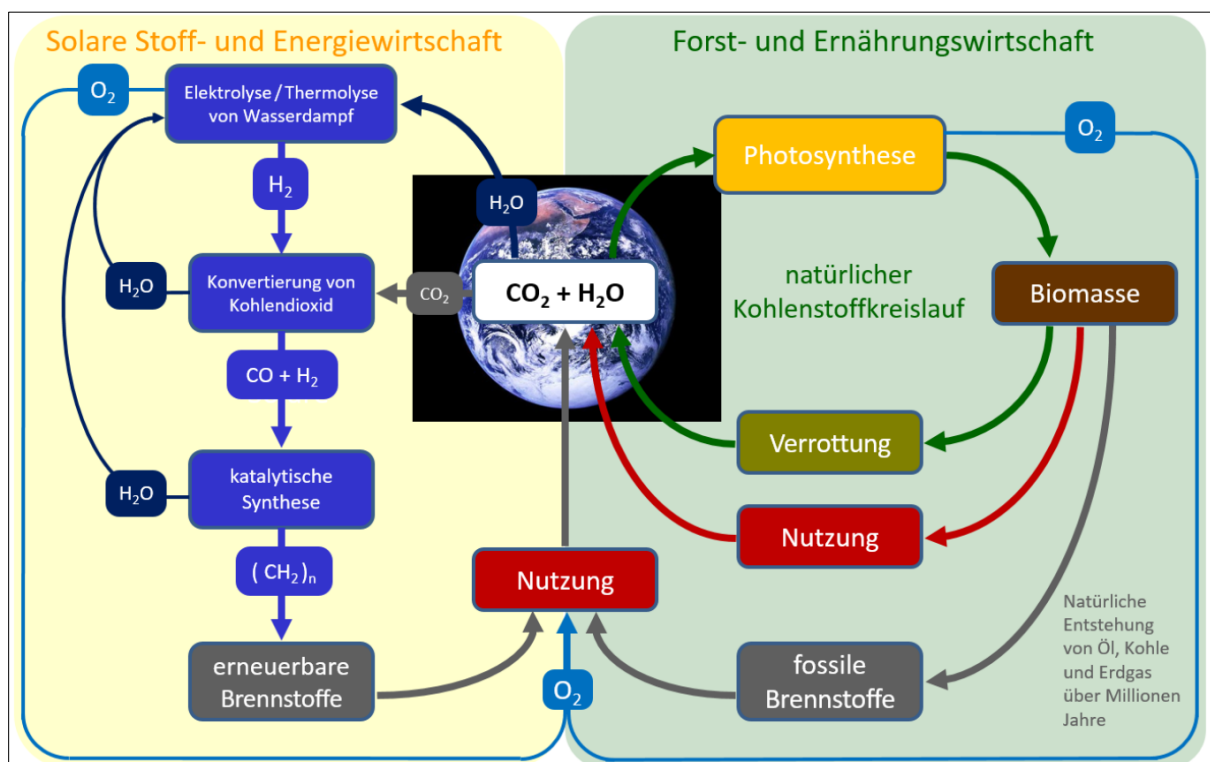 Solare Stoff- und Energiewirtschaft
Forst- und Ernährungswirtschaft
O₂
Elektrolyse / Thermolyse
von Wasserdampf
Photosynthese
O₂
H₂
H₂O
H₂O
Konvertierung von
Kohlendioxid
CO₂
CO₂ + H₂O
natürlicher
Kohlenstoffkreislauf
Biomasse
CO + H₂
Verrottung
H₂O
katalytische
Synthese
Nutzung
( CH₂)ₙ
Nutzung
Natürliche
Entstehung
von Öl, Kohle
und Erdgas
über Millionen
Jahre
erneuerbare
Brennstoffe
O₂
fossile
Brennstoffe